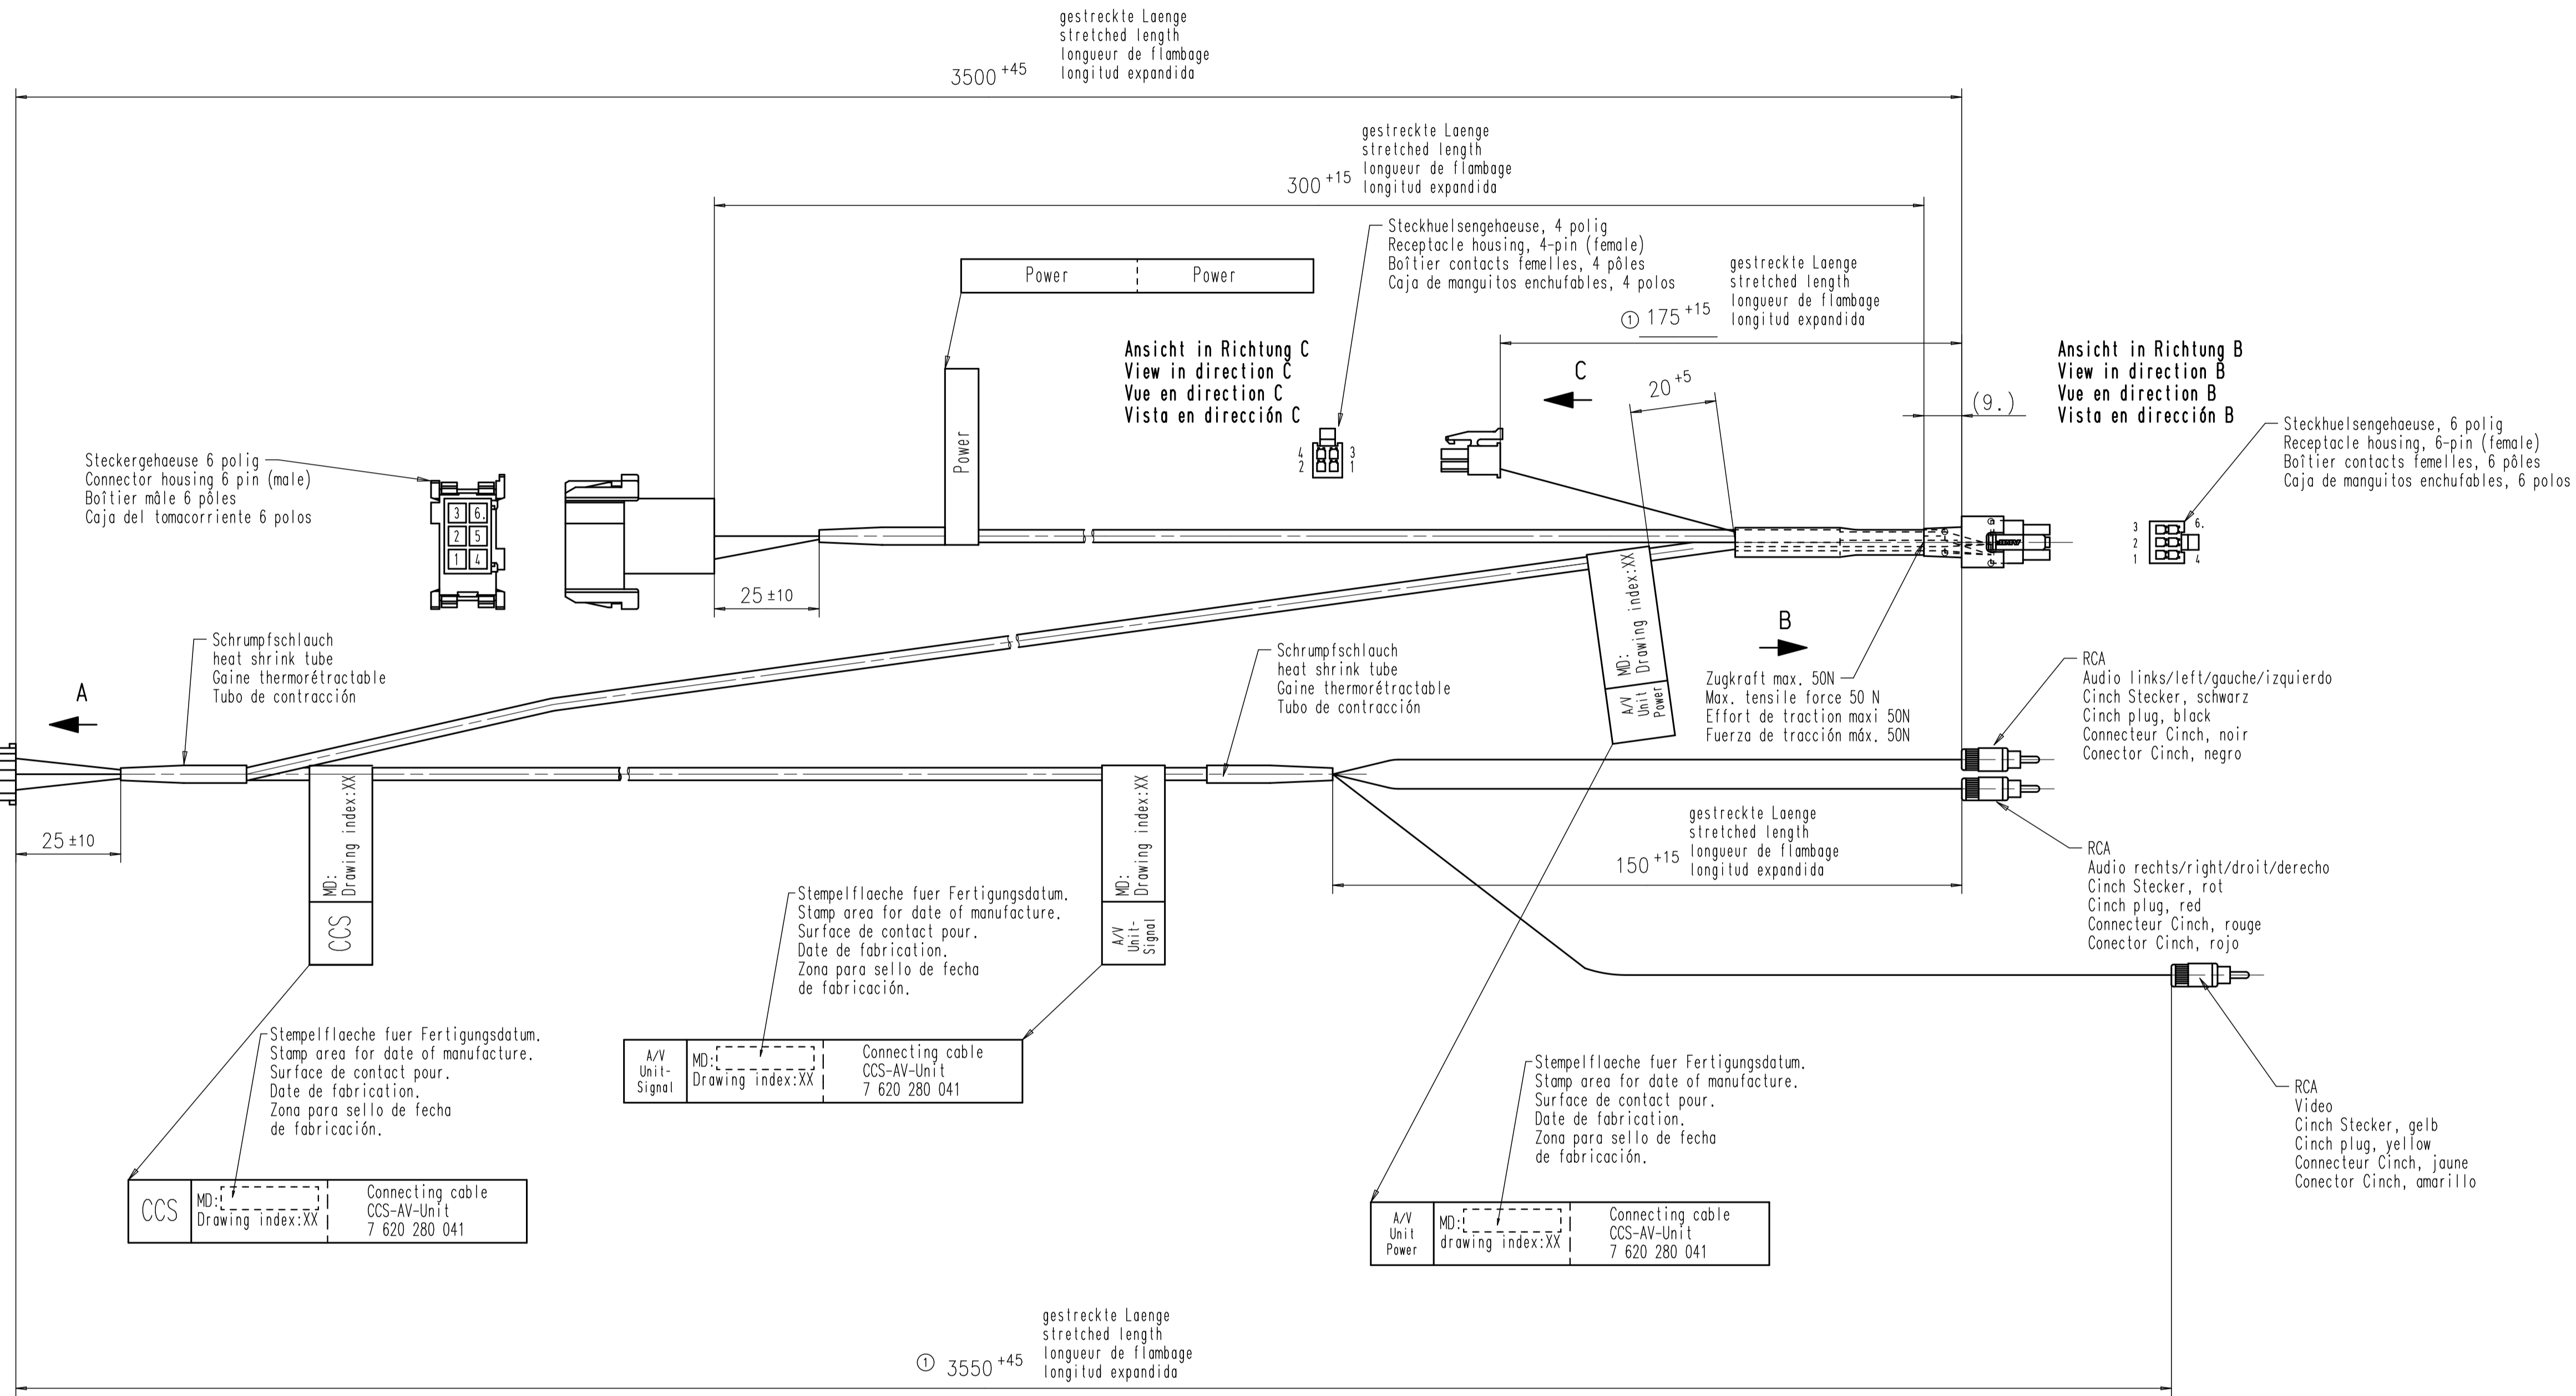 gestreckte Laenge
stretched length
longueur de flambage
longitud expandida
3500 +45
gestreckte Laenge
stretched length
longueur de flambage
longitud expandida
300 +15
Steckhuelsengehaeuse, 4 polig
Receptacle housing, 4-pin (female)
Boîtier contacts femelles, 4 pôles
Caja de manguitos enchufables, 4 polos
Power Power
gestreckte Laenge
stretched length
longueur de flambage
longitud expandida
① 175 +15
Ansicht in Richtung C
View in direction C
Vue en direction C
Vista en dirección C
C
20 +5
Ansicht in Richtung B
View in direction B
Vue en direction B
Vista en dirección B
(9.)
Steckhuelsengehaeuse, 6 polig
Receptacle housing, 6-pin (female)
Boîtier contacts femelles, 6 pôles
Caja de manguitos enchufables, 6 polos
Steckergehaeuse 6 polig
Connector housing 6 pin (male)
Boîtier mâle 6 pôles
Caja del tomacorriente 6 polos
Power
4 3
2 1
3 6.
2 5
1 4
3 6.
2
1 4
25 ±10
MD:
Drawing index:XX
A/V
Unit
Power
B
Zugkraft max. 50N
Max. tensile force 50 N
Effort de traction maxi 50N
Fuerza de tracción máx. 50N
Schrumpfschlauch
heat shrink tube
Gaine thermorétractable
Tubo de contracción
A
Schrumpfschlauch
heat shrink tube
Gaine thermorétractable
Tubo de contracción
RCA
Audio links/left/gauche/izquierdo
Cinch Stecker, schwarz
Cinch plug, black
Connecteur Cinch, noir
Conector Cinch, negro
25 ±10
MD:
Drawing index:XX
CCS
MD:
Drawing index:XX
A/V
Unit-
Signal
gestreckte Laenge
stretched length
longueur de flambage
longitud expandida
150 +15
RCA
Audio rechts/right/droit/derecho
Cinch Stecker, rot
Cinch plug, red
Connecteur Cinch, rouge
Conector Cinch, rojo
Stempelflaeche fuer Fertigungsdatum.
Stamp area for date of manufacture.
Surface de contact pour.
Date de fabrication.
Zona para sello de fecha
de fabricación.
Stempelflaeche fuer Fertigungsdatum.
Stamp area for date of manufacture.
Surface de contact pour.
Date de fabrication.
Zona para sello de fecha
de fabricación.
A/V
Unit-
Signal
MD:
Drawing index:XX
Connecting cable
CCS-AV-Unit
7 620 280 041
Stempelflaeche fuer Fertigungsdatum.
Stamp area for date of manufacture.
Surface de contact pour.
Date de fabrication.
Zona para sello de fecha
de fabricación.
RCA
Video
Cinch Stecker, gelb
Cinch plug, yellow
Connecteur Cinch, jaune
Conector Cinch, amarillo
CCS
MD:
Drawing index:XX
Connecting cable
CCS-AV-Unit
7 620 280 041
A/V
Unit
Power
MD:
drawing index:XX
Connecting cable
CCS-AV-Unit
7 620 280 041
gestreckte Laenge
stretched length
longueur de flambage
longitud expandida
① 3550 +45